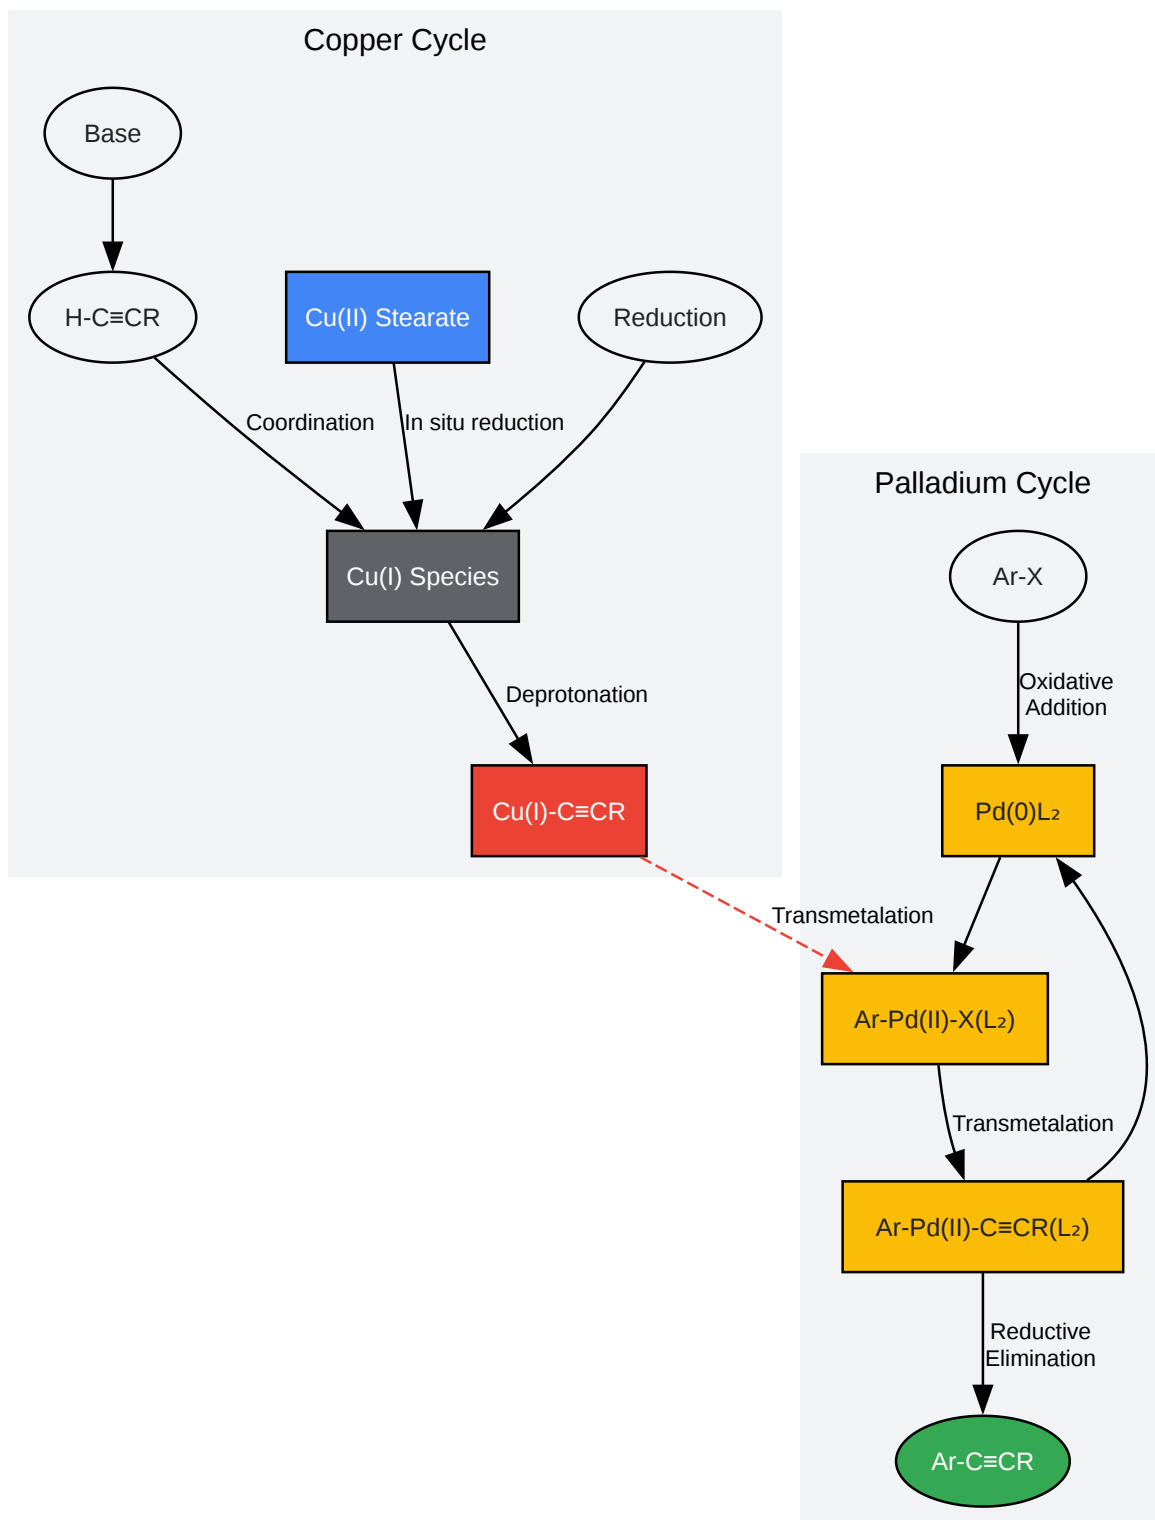 Copper Cycle
Base
H-C≡CR
Cu(II) Stearate
Reduction
Coordination
In situ reduction
Cu(I) Species
Deprotonation
Cu(I)-C≡CR
Transmetalation
Palladium Cycle
Ar-X
Oxidative
Addition
Pd(0)L₂
Ar-Pd(II)-X(L₂)
Transmetalation
Ar-Pd(II)-C≡CR(L₂)
Reductive
Elimination
Ar-C≡CR